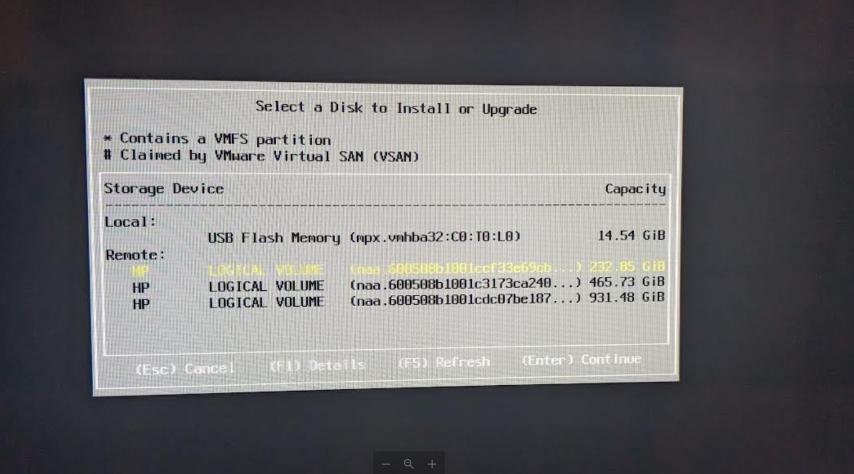 Select a Disk to Install or Upgrade
* Contains a VMFS partition
# Claimed by VMware Virtual SAN (VSAN)
Storage Device Capacity
Local:
USB Flash Memory (mpx.vmhba32:C0:T0:L0) 14.54 GiB
Remote:
HP LOGICAL VOLUME (naa.600508b1001ccf33e69cb...) 232.85 GiB
HP LOGICAL VOLUME (naa.600508b1001c3173ca240...) 465.73 GiB
HP LOGICAL VOLUME (naa.600508b1001cdc07be187...) 931.48 GiB
(Esc) Cancel (F1) Details (F5) Refresh (Enter) Continue